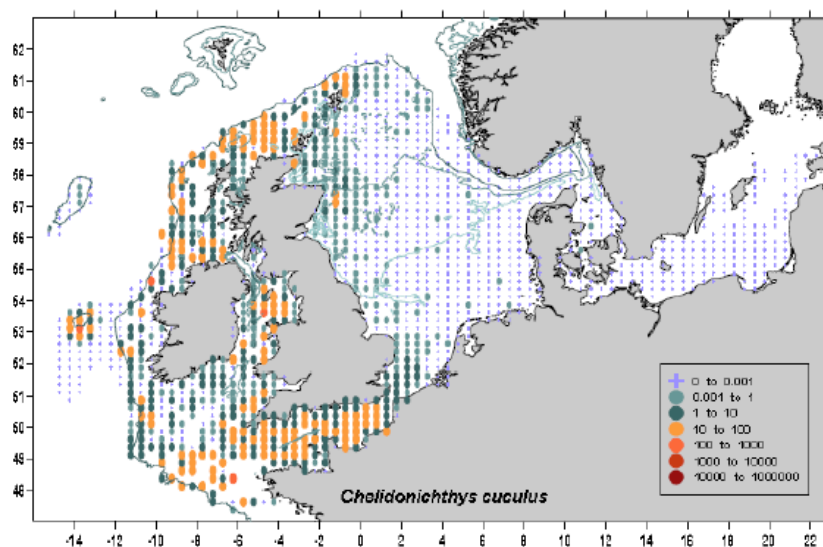 62
61
60
59
58
57
56
55
54
53
52
51
50
49
48
0 to 0.001
0.001 to 1
1 to 10
10 to 100
100 to 1000
1000 to 10000
10000 to 1000000
Chelidonichthys cuculus
-14 -12 -10 -8 -6 -4 -2 0 2 4 6 8 10 12 14 16 18 20 22